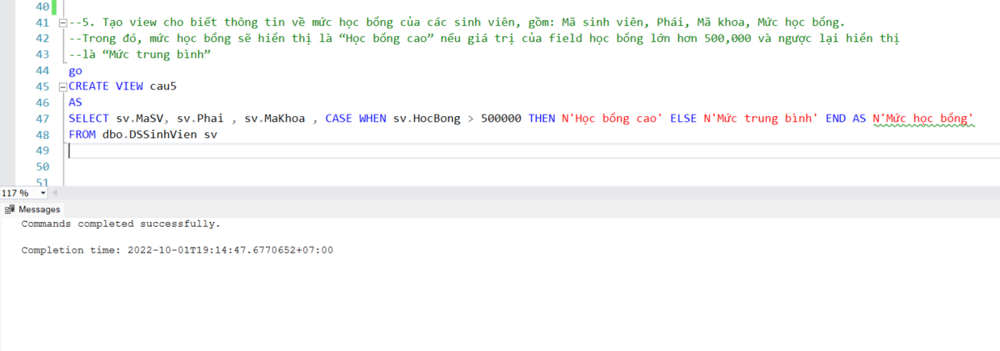 40
41 --5. Tạo view cho biết thông tin về mức học bổng của các sinh viên, gồm: Mã sinh viên, Phái, Mã khoa, Mức học bổng.
42 --Trong đó, mức học bổng sẽ hiển thị là “Học bổng cao” nếu giá trị của field học bổng lớn hơn 500,000 và ngược lại hiển thị
43 --là “Mức trung bình”
44 go
45 CREATE VIEW cau5
46 AS
47 SELECT sv.MaSV, sv.Phai , sv.MaKhoa , CASE WHEN sv.HocBong > 500000 THEN N'Học bổng cao' ELSE N'Mức trung bình' END AS N'Mức học bổng'
48 FROM dbo.DSSinhVien sv
49
50
51
117 %
Messages
Commands completed successfully.
Completion time: 2022-10-01T19:14:47.6770652+07:00